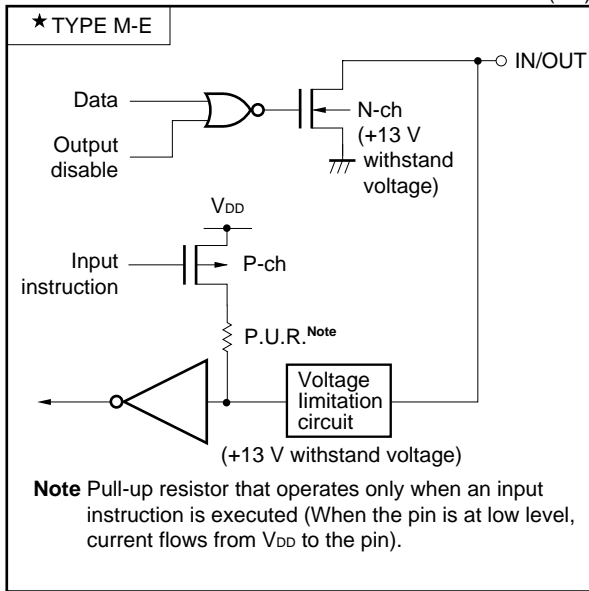 ★ TYPE M-E
IN/OUT
Data
Output
disable
N-ch
(+13 V
withstand
voltage)
VDD
Input
instruction
P-ch
P.U.R.Note
Voltage
limitation
circuit
(+13 V withstand voltage)
Note Pull-up resistor that operates only when an input
instruction is executed (When the pin is at low level,
current flows from VDD to the pin).